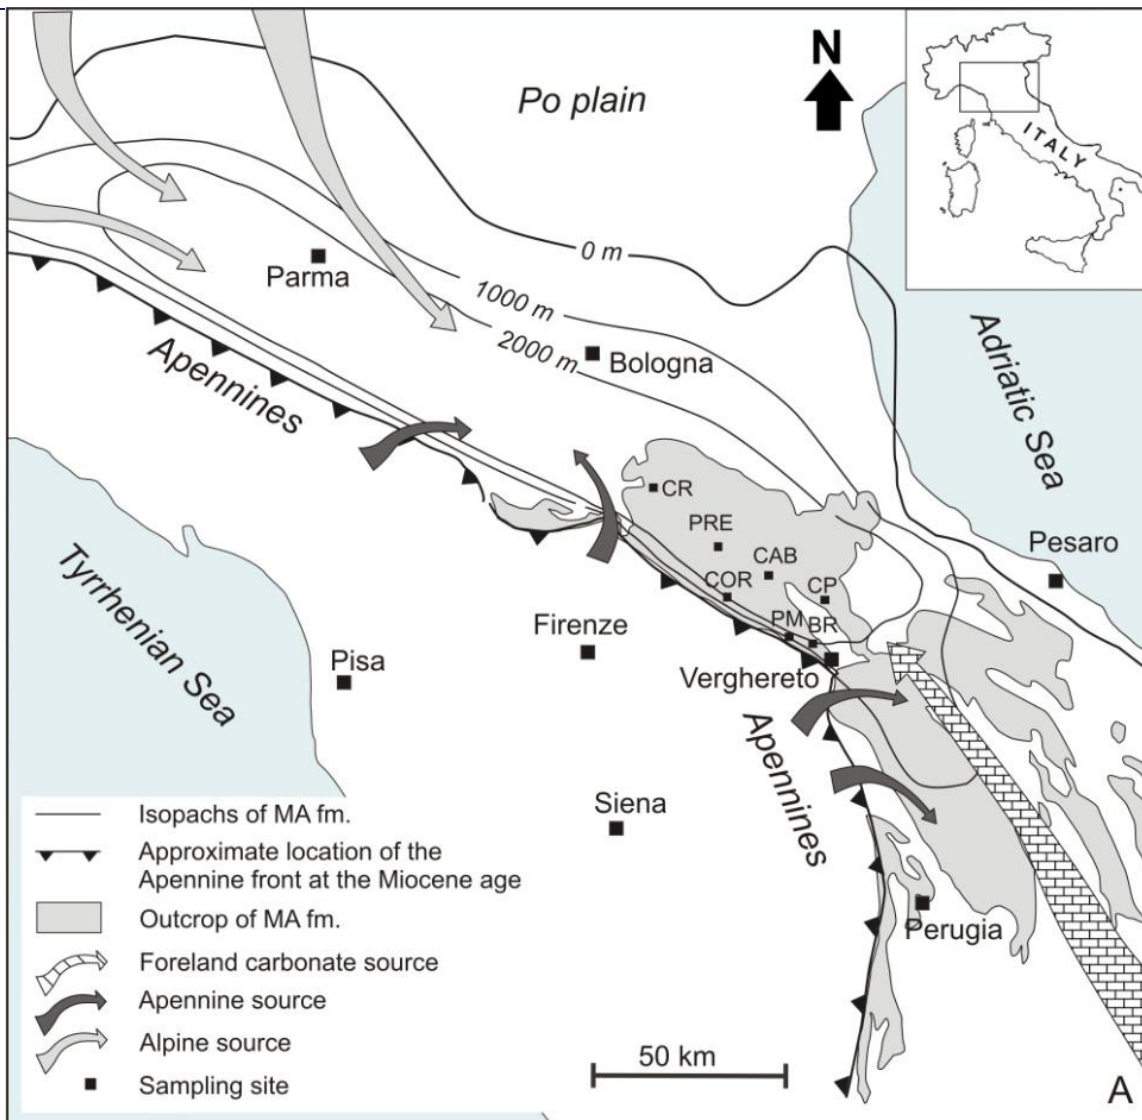 N
Po plain
ITALY
0 m
Parma
1000 m
2000 m
Bologna
Apennines
Adriatic Sea
CR
PRE
Pesaro
CAB
COR
CP
Tyrrhenian Sea
Firenze
PM
BR
Pisa
Verghereto
Apennines
Siena
Isopachs of MA fm.
Approximate location of the
Apennine front at the Miocene age
Outcrop of MA fm.
Perugia
Foreland carbonate source
Apennine source
Alpine source
50 km
Sampling site
A